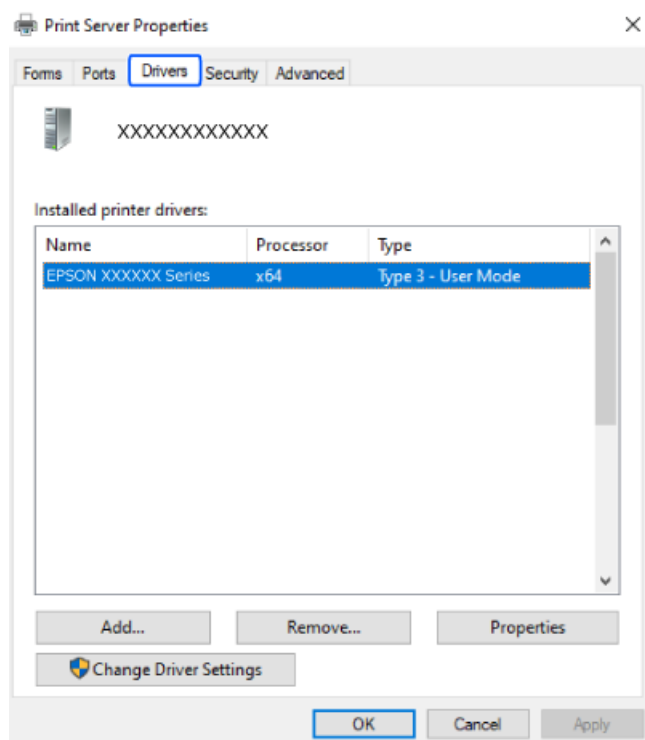 Print Server Properties
Forms Ports Drivers Security Advanced
XXXXXXXXXXXX
Installed printer drivers:
Name Processor Type
EPSON XXXXXX Series x64 Type 3 - User Mode
Add... Remove... Properties
Change Driver Settings
OK Cancel Apply